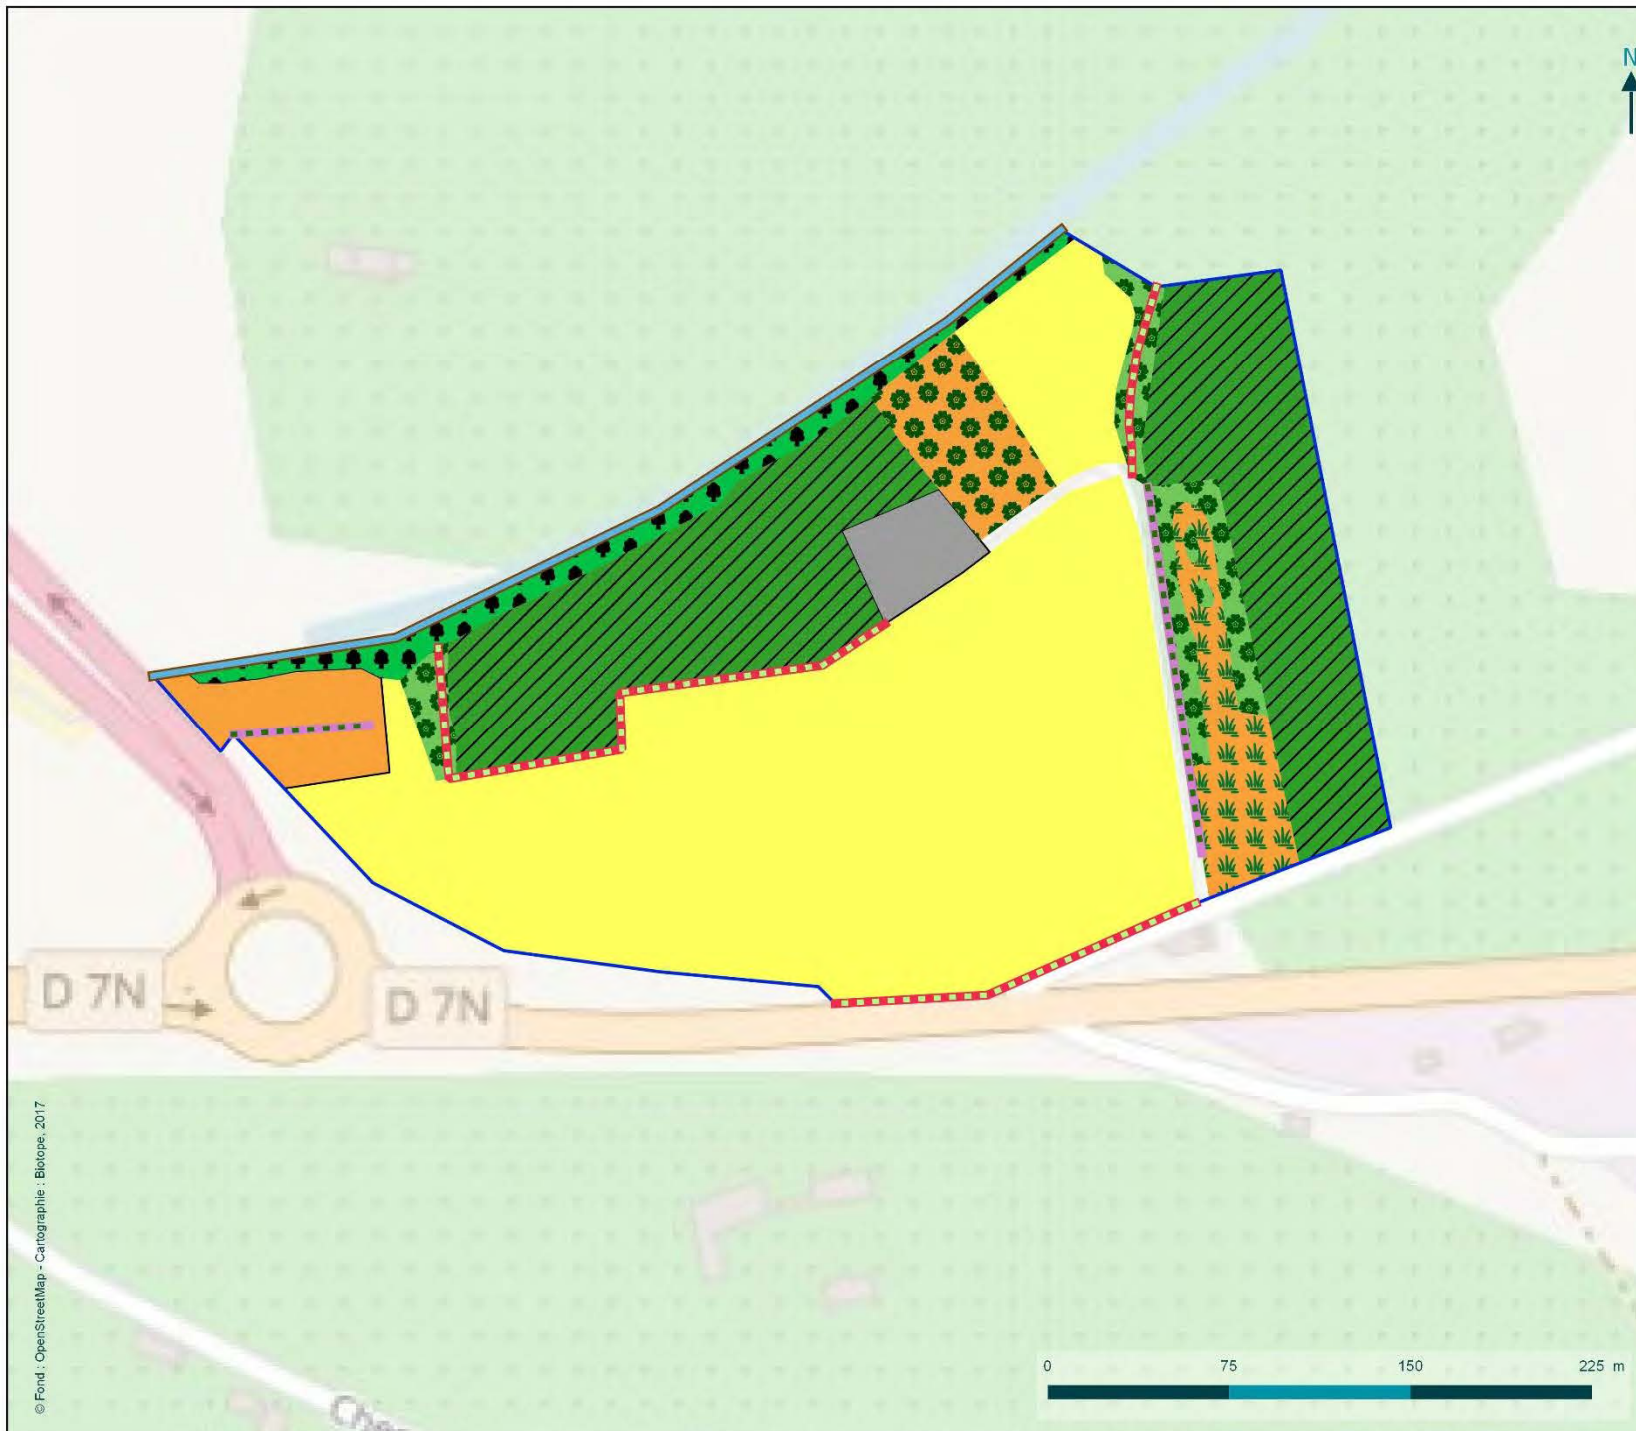 N
D 7N
D 7N
0 75 150 225 m
© Fond : OpenStreetMap - Cartographie : Biotope, 2017